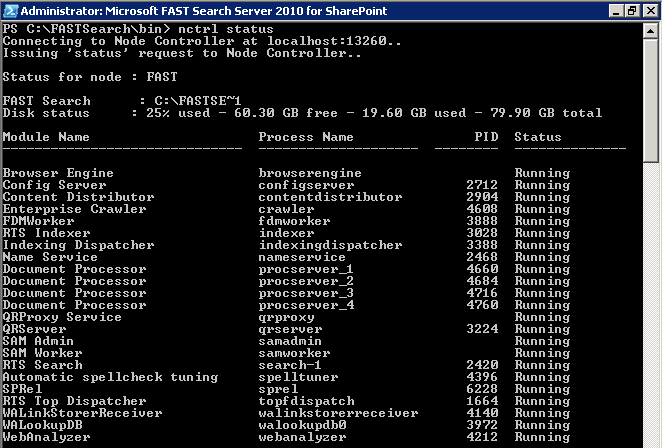 Administrator: Microsoft FAST Search Server 2010 for SharePoint
PS C:\FASTSearch\bin> nctrl status
Connecting to Node Controller at localhost:13260..
Issuing 'status' request to Node Controller..
Status for node : FAST
FAST Search : C:\FASTSE~1
Disk status : 25% used - 60.30 GB free - 19.60 GB used - 79.90 GB total
Module Name Process Name PID Status
Browser Engine browserengine Running
Config Server configserver 2712 Running
Content Distributor contentdistributor 2904 Running
Enterprise Crawler crawler 4608 Running
FDMWorker fdmworker 3888 Running
RTS Indexer indexer 3028 Running
Indexing Dispatcher indexingdispatcher 3388 Running
Name Service nameservice 2468 Running
Document Processor procserver_1 4660 Running
Document Processor procserver_2 4684 Running
Document Processor procserver_3 4716 Running
Document Processor procserver_4 4760 Running
QRProxy Service qrproxy Running
QRServer qrserver 3224 Running
SAM Admin samadmin Running
SAM Worker samworker Running
RTS Search search-1 2420 Running
Automatic spellcheck tuning spelltuner 4396 Running
SPRel sprel 6228 Running
RTS Top Dispatcher topfdispatch 1664 Running
WALinkStorerReceiver walinkstorerreceiver 4140 Running
WALookupDB walookupdb0 3972 Running
WebAnalyzer webanalyzer 4212 Running